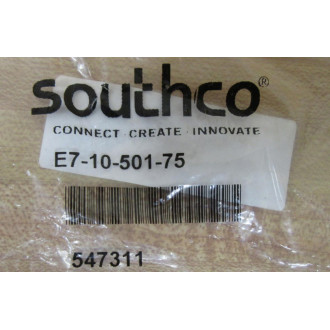 southco®
CONNECT · CREATE · INNOVATE
E7-10-501-75
547311